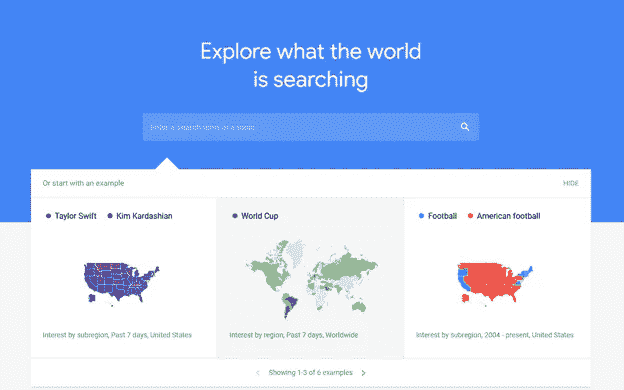 Explore what the world
is searching
Enter a search term or a topic
Or start with an example
HIDE
Taylor Swift Kim Kardashian
World Cup
Football American football
Interest by subregion, Past 7 days, United States
Interest by region, Past 7 days, Worldwide
Interest by subregion, 2004 - present, United States
Showing 1-3 of 6 examples